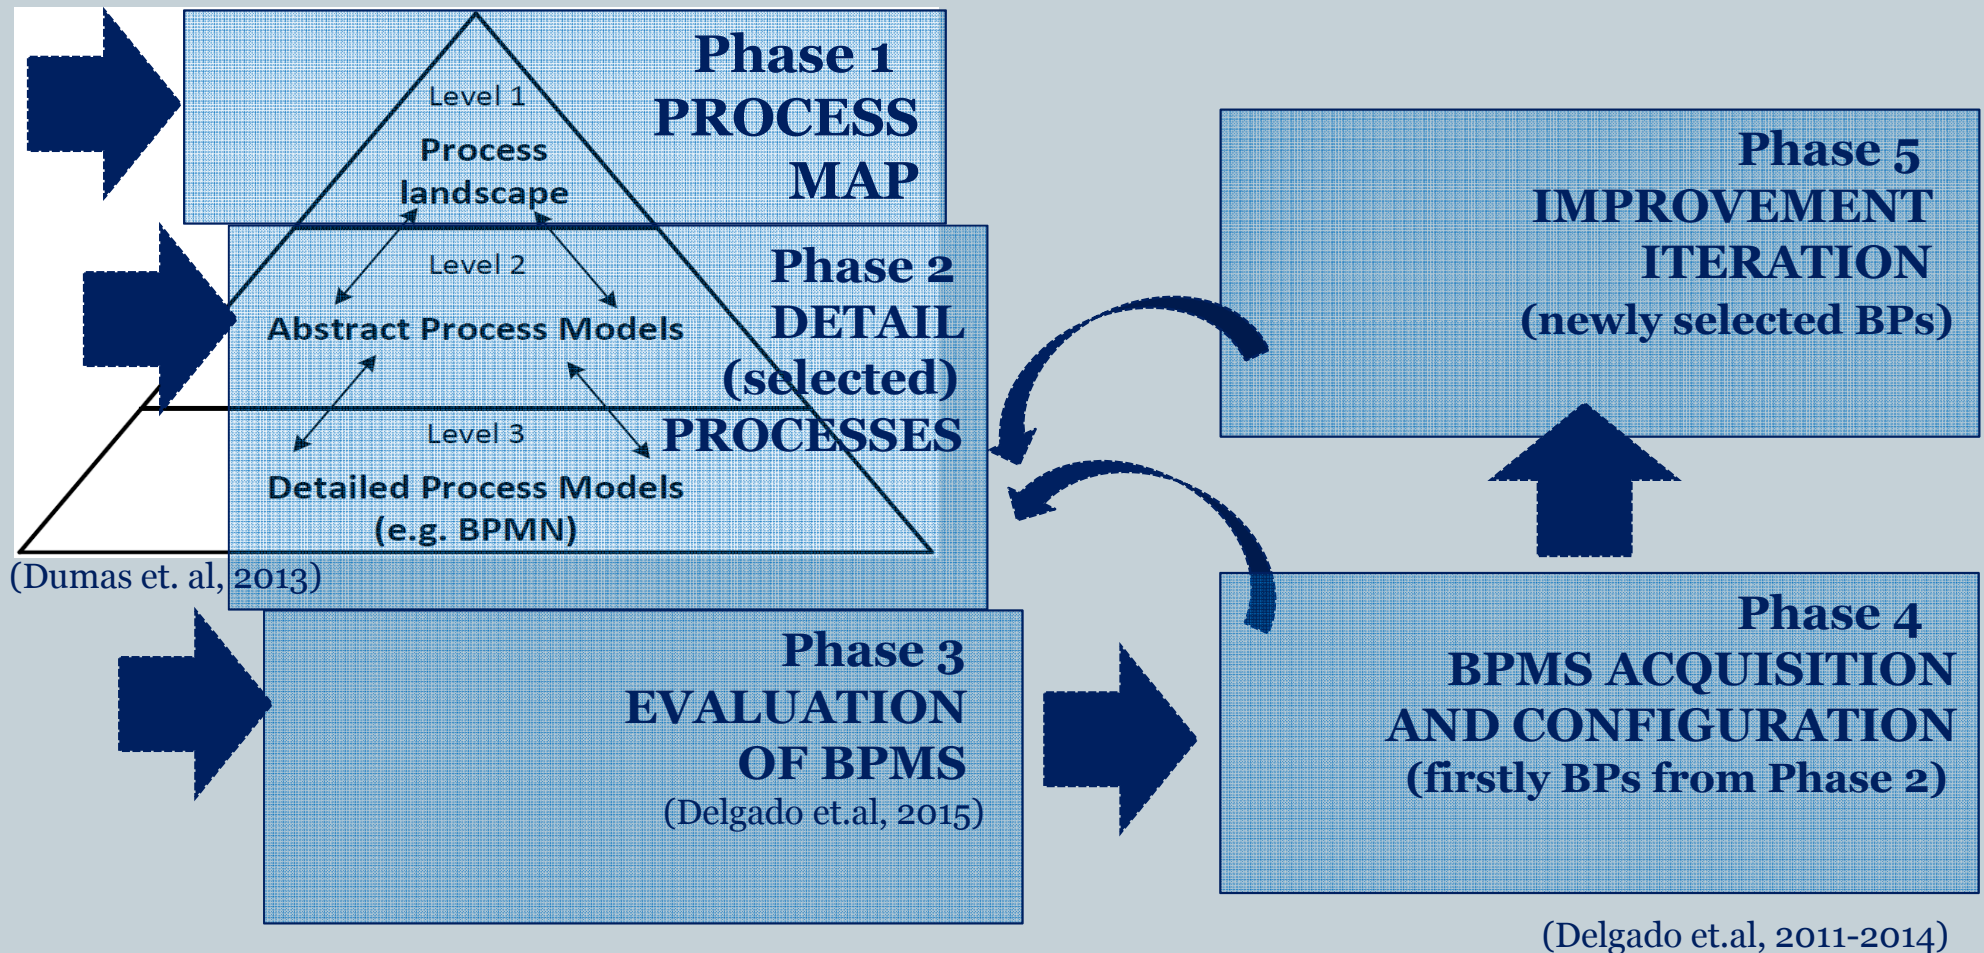 Phase 1
PROCESS
MAP
Level 1
Process
landscape
Phase 2
DETAIL
(selected)
PROCESSES
Level 2
Abstract Process Models
Level 3
Detailed Process Models
(e.g. BPMN)
(Dumas et. al, 2013)
Phase 3
EVALUATION
OF BPMS
(Delgado et.al, 2015)
Phase 4
BPMS ACQUISITION
AND CONFIGURATION
(firstly BPs from Phase 2)
Phase 5
IMPROVEMENT
ITERATION
(newly selected BPs)
(Delgado et.al, 2011-2014)